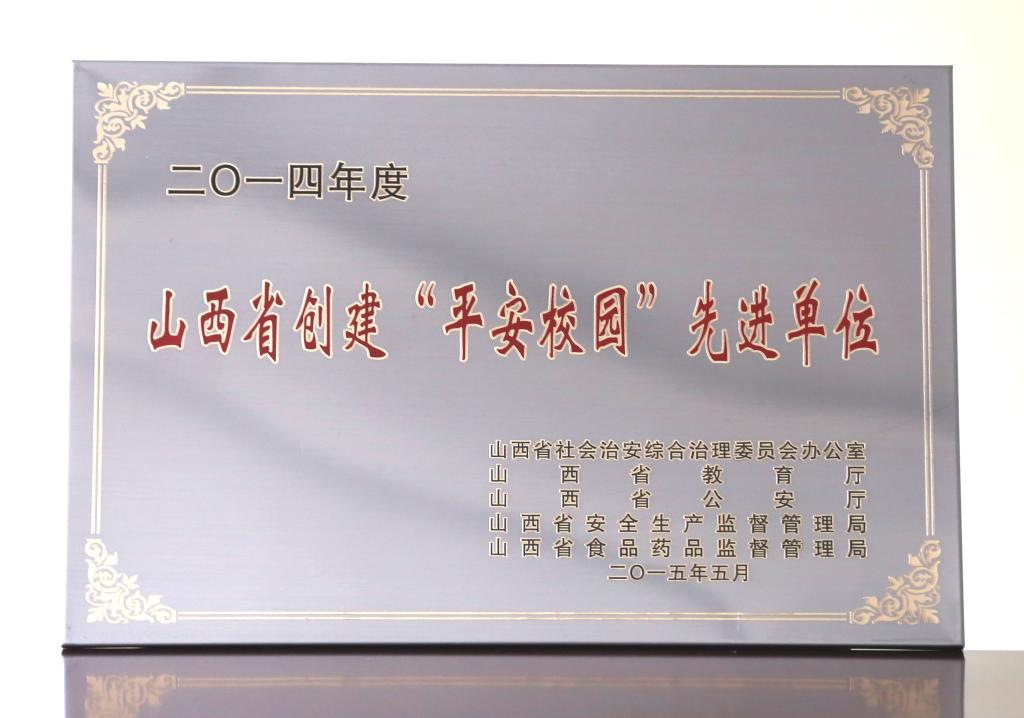 二〇一四年度
山西省创建“平安校园”先进单位
山西省社会治安综合治理委员会办公室
山西省教育厅
山西省公安厅
山西省安全生产监督管理局
山西省食品药品监督管理局
二〇一五年五月